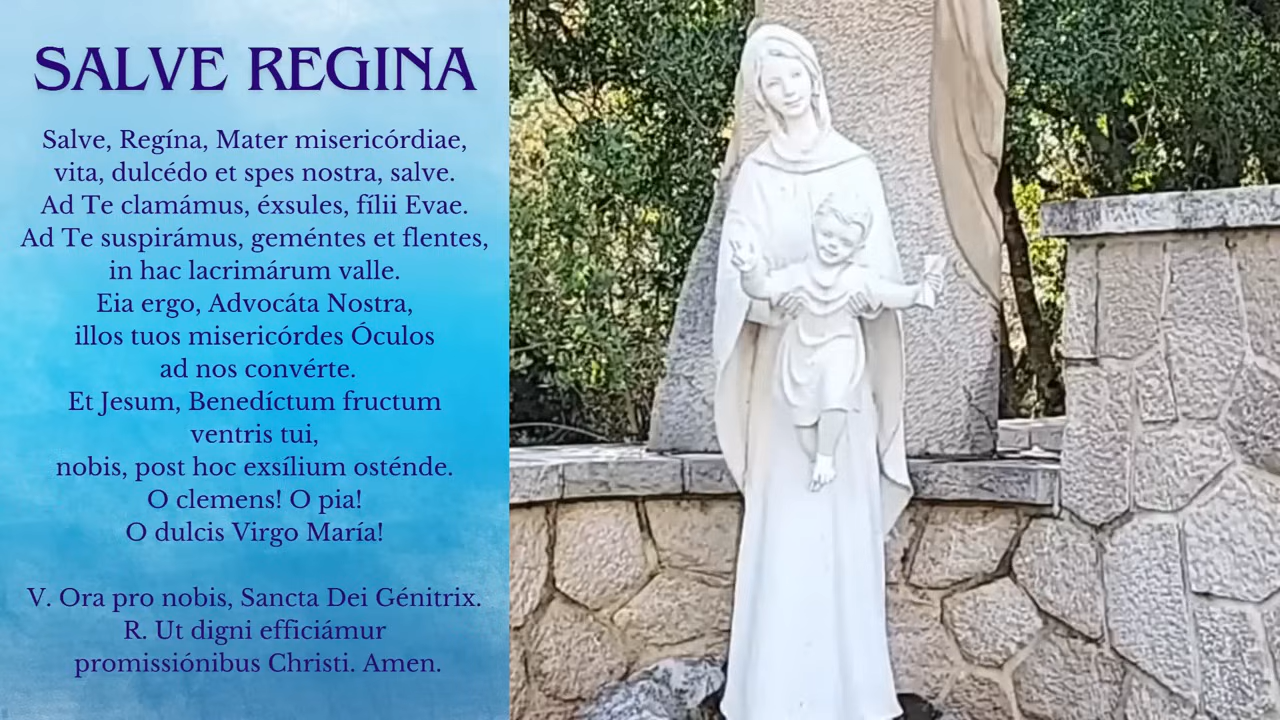 SALVE REGINA
Salve, Regína, Mater misericórdiae,
vita, dulcédo et spes nostra, salve.
Ad Te clamámus, éxsules, fílii Evae.
Ad Te suspirámus, geméntes et flentes,
in hac lacrimárum valle.
Eia ergo, Advocáta Nostra,
illos tuos misericórdes Óculos
ad nos convérte.
Et Jesum, Benedíctum fructum
ventris tui,
nobis, post hoc exsílium osténde.
O clemens! O pia!
O dulcis Virgo María!
V. Ora pro nobis, Sancta Dei Génitrix.
R. Ut digni efficiámur
promissiónibus Christi. Amen.